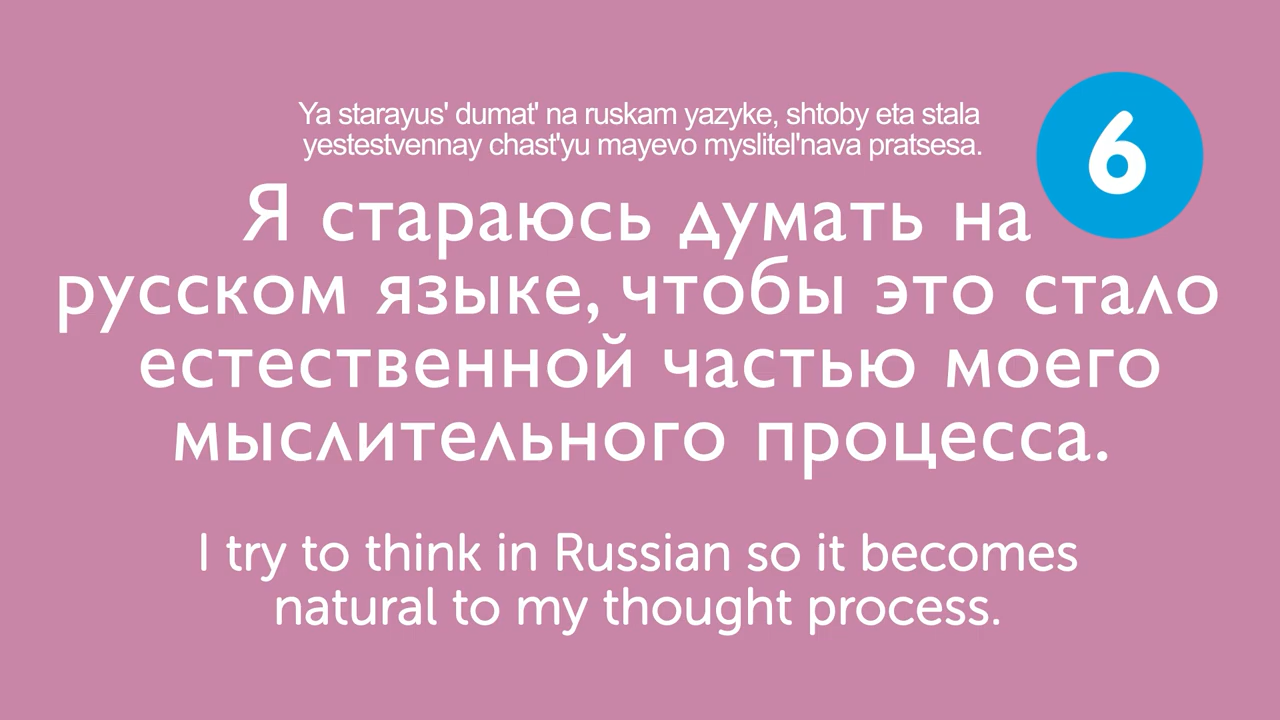 Ya starayus' dumat' na ruskam yazyke, shtoby eta stala
yestestvennay chast'yu mayevo myslitel'nava pratsesa.
6
Я стараюсь думать на
русском языке, чтобы это стало
естественной частью моего
мыслительного процесса.
I try to think in Russian so it becomes
natural to my thought process.